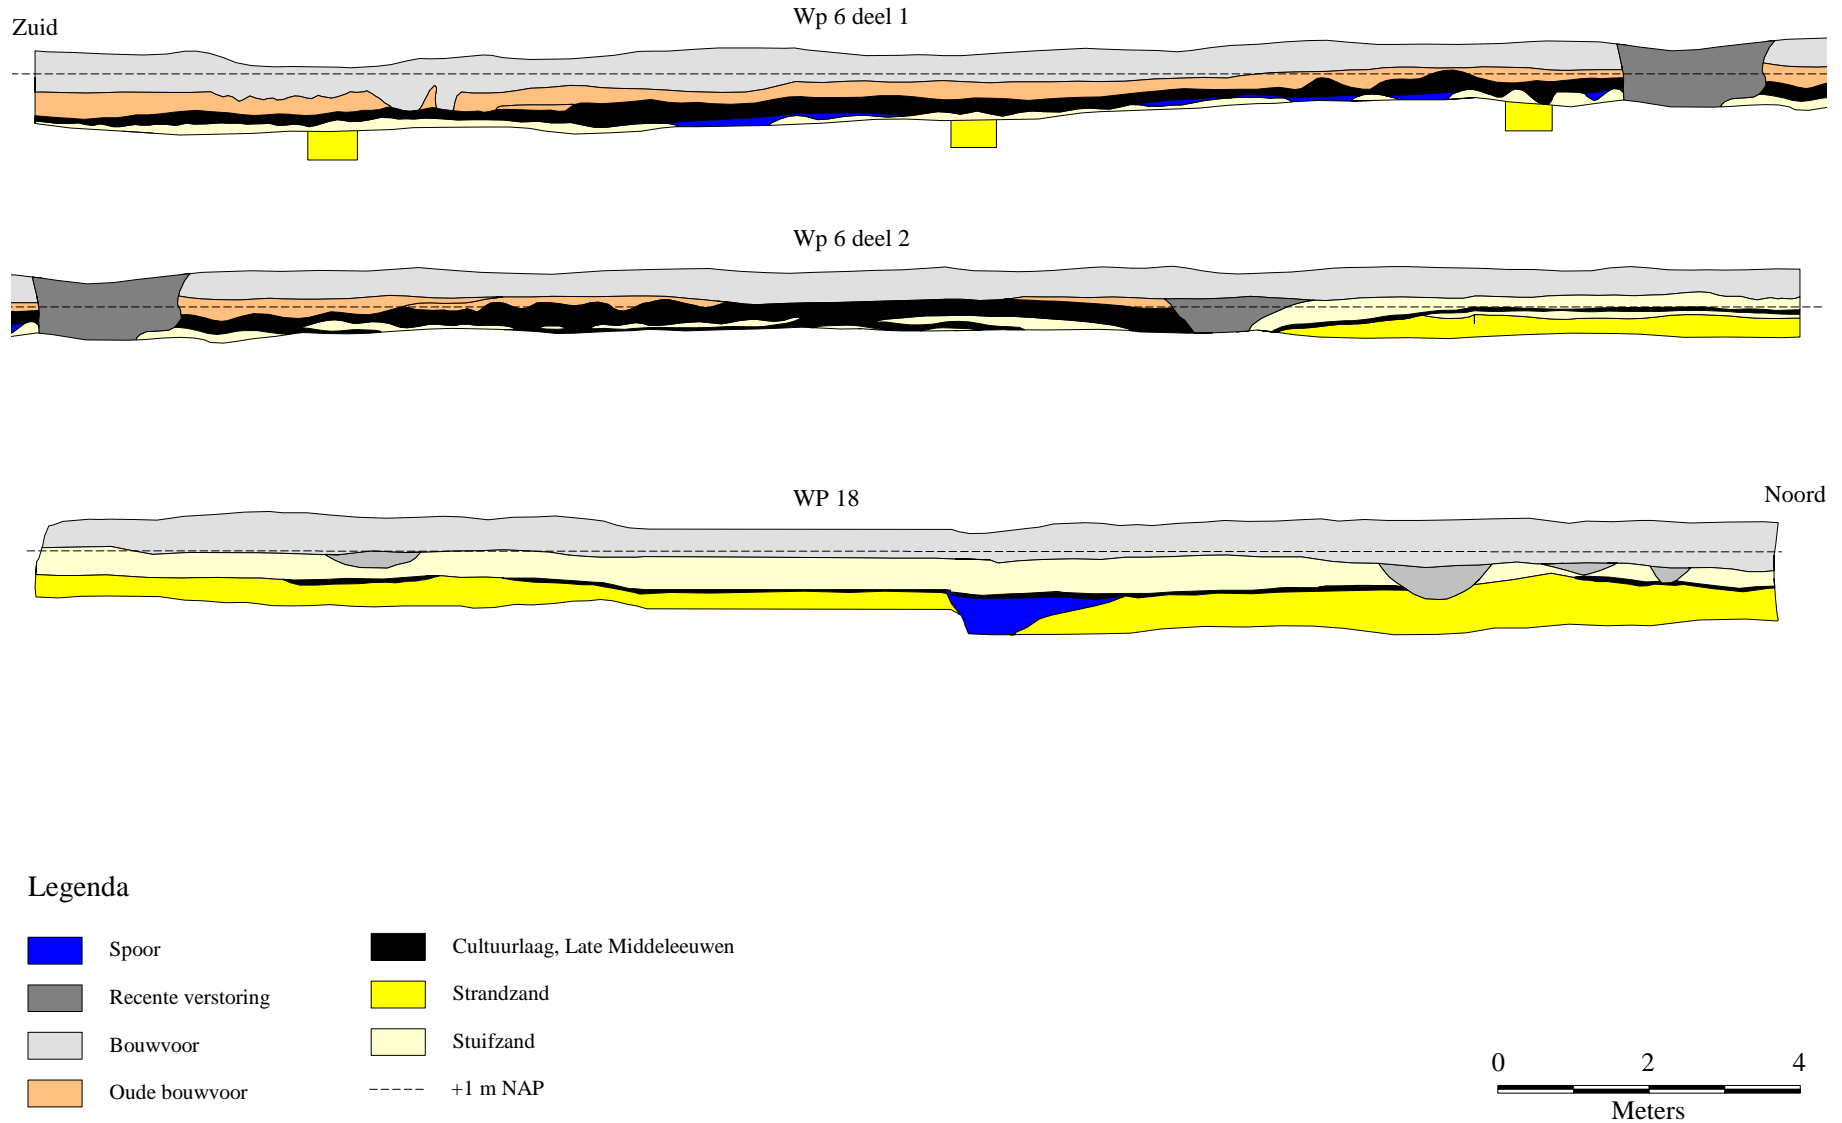 Wp 6 deel 1
Zuid
Wp 6 deel 2
WP 18
Noord
Legenda
Spoor
Recente verstoring
Bouwvoor
Oude bouwvoor
Cultuurlaag, Late Middeleeuwen
Strandzand
Stuifzand
+1 m NAP
0 2 4
Meters